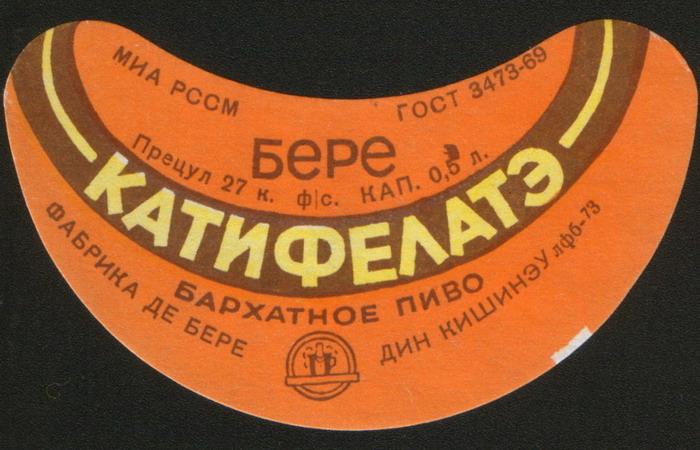 МИА РССМ
ГОСТ 3473-69
Бере
Прецул 27 к. ф|с. КАП. 0,5 л.
КАТИФЕЛАТЭ
БАРХАТНОЕ ПИВО
ФАБРИКА ДЕ БЕРЕ
ДИН КИШИНЭУ лфб-73